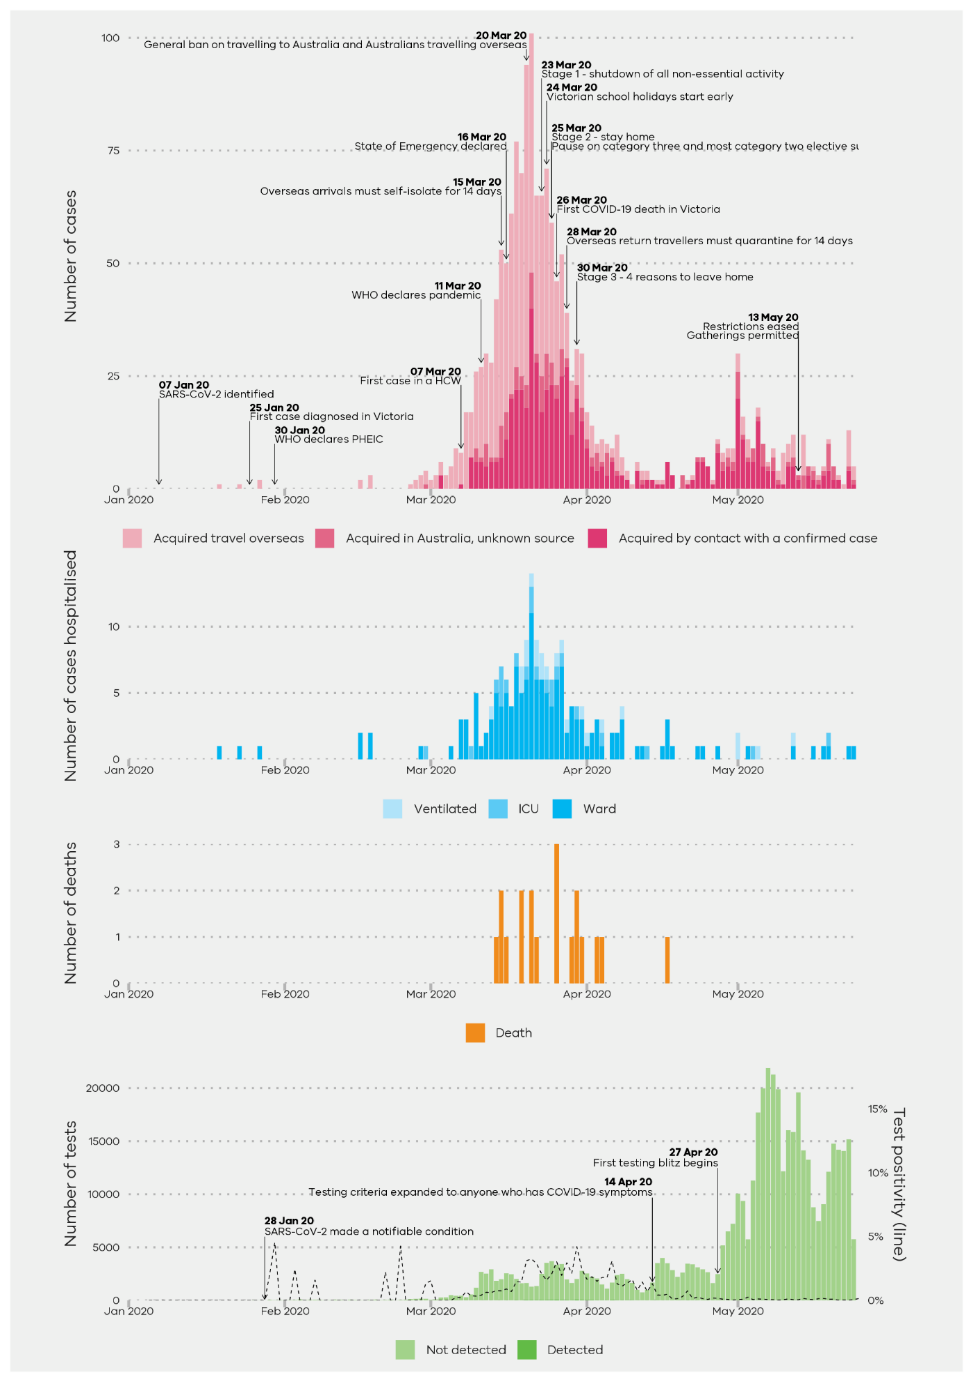 Number of cases
100
75
50
25
0
20 Mar 20
General ban on travelling to Australia and Australians travelling overseas
23 Mar 20
Stage 1 - shutdown of all non-essential activity
24 Mar 20
Victorian school holidays start early
25 Mar 20
Stage 2 - stay home
Pause on category three and most category two elective su
16 Mar 20
State of Emergency declared
15 Mar 20
Overseas arrivals must self-isolate for 14 days
26 Mar 20
First COVID-19 death in Victoria
28 Mar 20
Overseas return travellers must quarantine for 14 days
30 Mar 20
Stage 3 - 4 reasons to leave home
11 Mar 20
WHO declares pandemic
13 May 20
Restrictions eased
Gatherings permitted
07 Mar 20
First case in a HCW
07 Jan 20
SARS-CoV-2 identified
25 Jan 20
First case diagnosed in Victoria
30 Jan 20
WHO declares PHEIC
Jan 2020 Feb 2020 Mar 2020 Apr 2020 May 2020
Acquired travel overseas Acquired in Australia, unknown source Acquired by contact with a confirmed case
Number of cases hospitalised
10
5
0
Jan 2020 Feb 2020 Mar 2020 Apr 2020 May 2020
Ventilated ICU Ward
Number of deaths
3
2
1
0
Jan 2020 Feb 2020 Mar 2020 Apr 2020 May 2020
Death
Number of tests
20000
15000
10000
5000
0
27 Apr 20
First testing blitz begins
14 Apr 20
Testing criteria expanded to anyone who has COVID-19 symptoms
28 Jan 20
SARS-CoV-2 made a notifiable condition
15%
10%
5%
0%
Test positivity (line)
Jan 2020 Feb 2020 Mar 2020 Apr 2020 May 2020
Not detected Detected